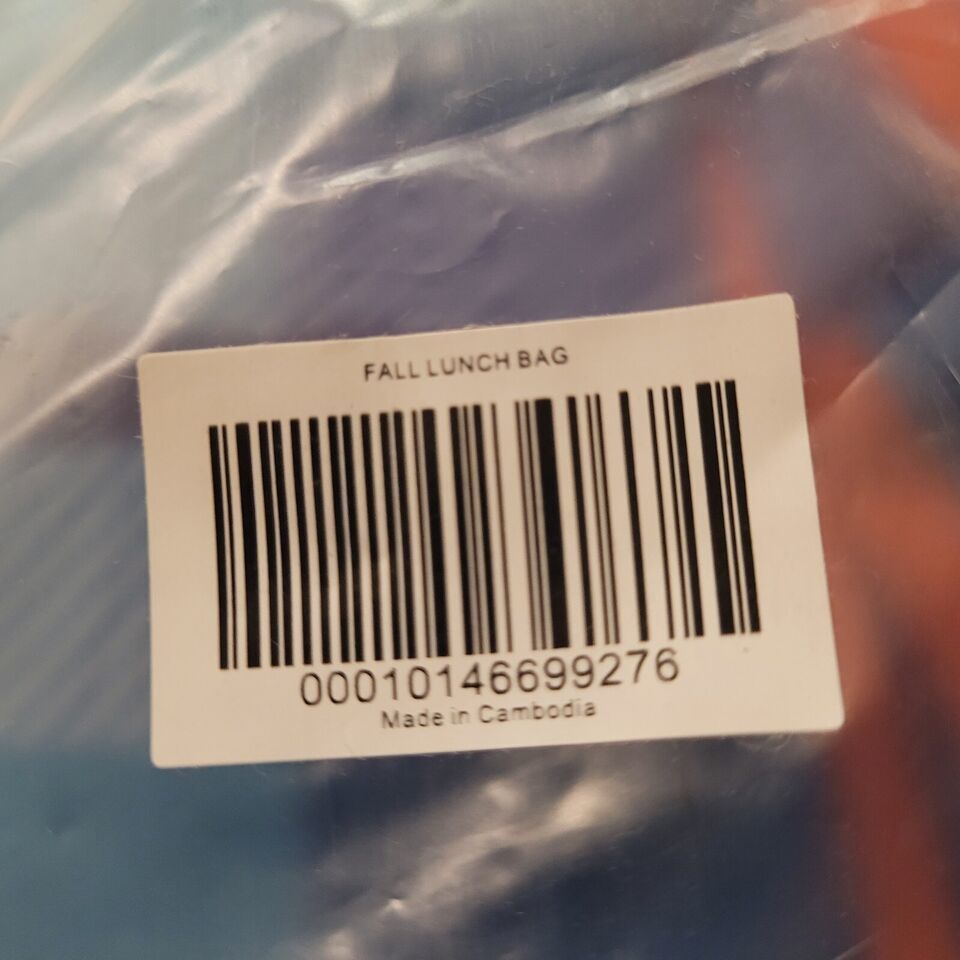 FALL LUNCH BAG
00010146699276
Made in Cambodia